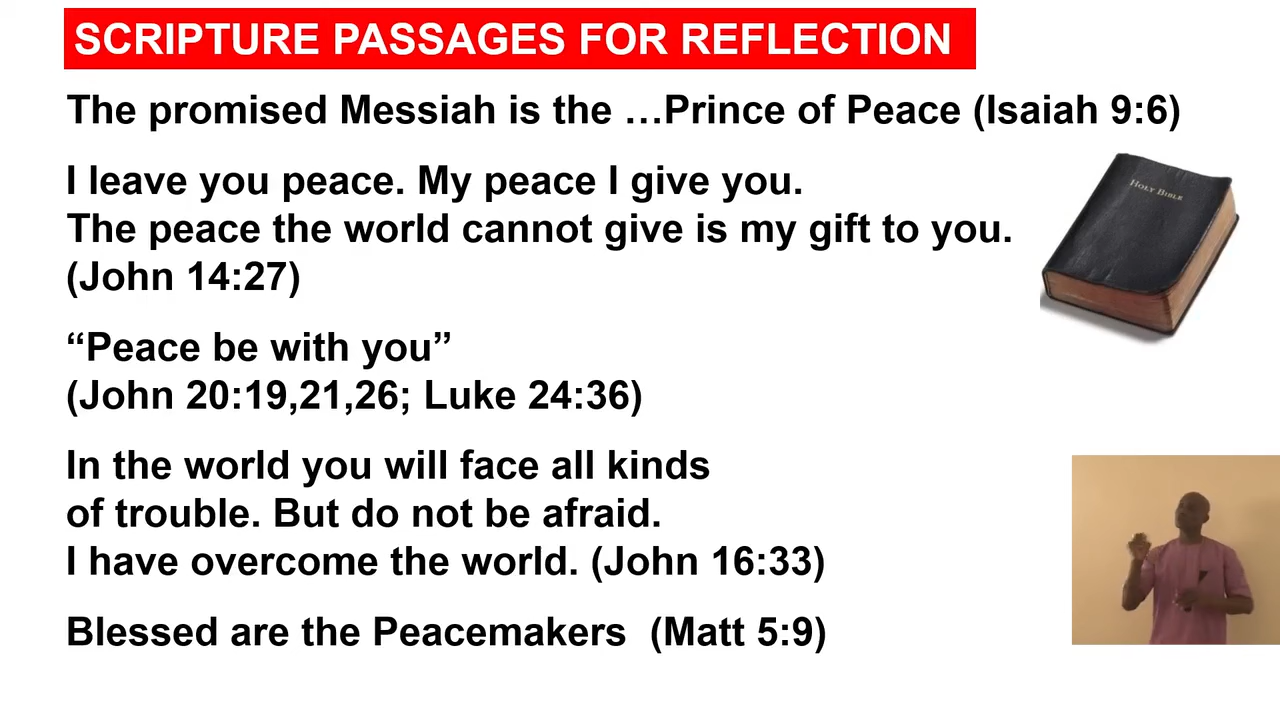 SCRIPTURE PASSAGES FOR REFLECTION
The promised Messiah is the …Prince of Peace (Isaiah 9:6)
I leave you peace. My peace I give you.
The peace the world cannot give is my gift to you.
(John 14:27)
HOLY BIBLE
“Peace be with you”
(John 20:19,21,26; Luke 24:36)
In the world you will face all kinds
of trouble. But do not be afraid.
I have overcome the world. (John 16:33)
Blessed are the Peacemakers  (Matt 5:9)